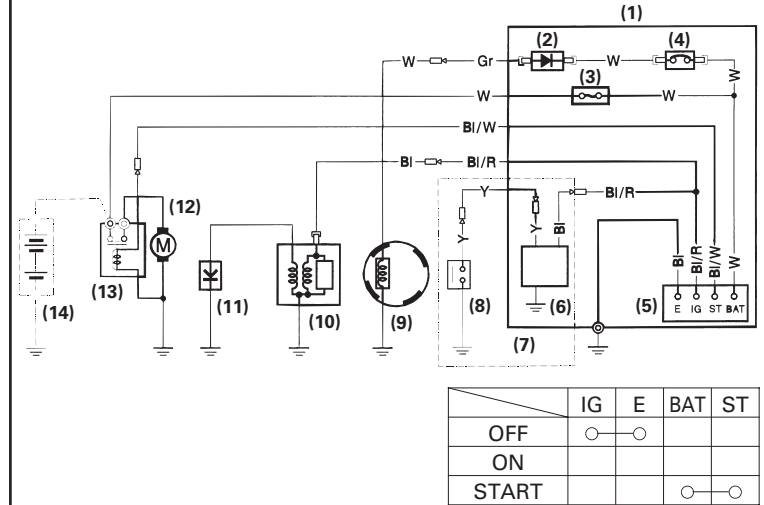 (1)
(2)
(4)
W
Gr
W
W
(3)
W
W
Bl/W
Bl
Bl/R
Y
Bl/R
(12)
M
Y
Y
Bl
Bl
Bl/R
Bl/W
W
(13)
(14)
(11)
(10)
(9)
(8)
(6)
(5)
E IG ST BAT
(7)
IG E BAT ST
OFF
ON
START